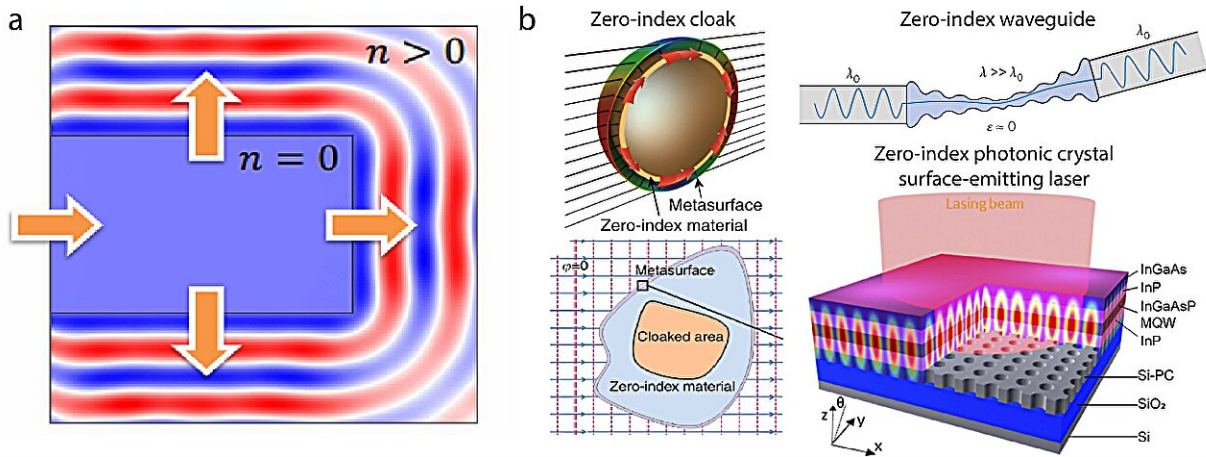 a
n > 0
n = 0
b
Zero-index cloak
Metasurface
Zero-index material
φ=0
Metasurface
Cloaked area
Zero-index material
Zero-index waveguide
λ₀
λ >> λ₀
λ₀
ε ≈ 0
Zero-index photonic crystal
surface-emitting laser
Lasing beam
InGaAs
InP
InGaAsP
MQW
InP
Si-PC
SiO₂
Si
z
θ
y
x